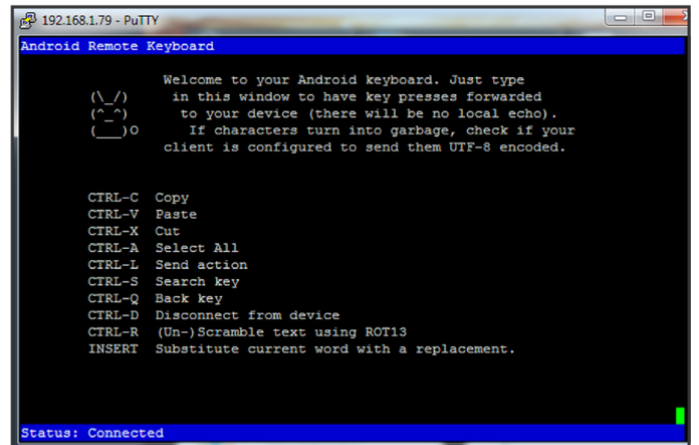 192.168.1.79 - PuTTY
Android Remote Keyboard
Welcome to your Android keyboard. Just type
(\_/) in this window to have key presses forwarded
(^_^) to your device (there will be no local echo).
(___)O If characters turn into garbage, check if your
client is configured to send them UTF-8 encoded.
CTRL-C Copy
CTRL-V Paste
CTRL-X Cut
CTRL-A Select All
CTRL-L Send action
CTRL-S Search key
CTRL-Q Back key
CTRL-D Disconnect from device
CTRL-R (Un-)Scramble text using ROT13
INSERT Substitute current word with a replacement.
Status: Connected